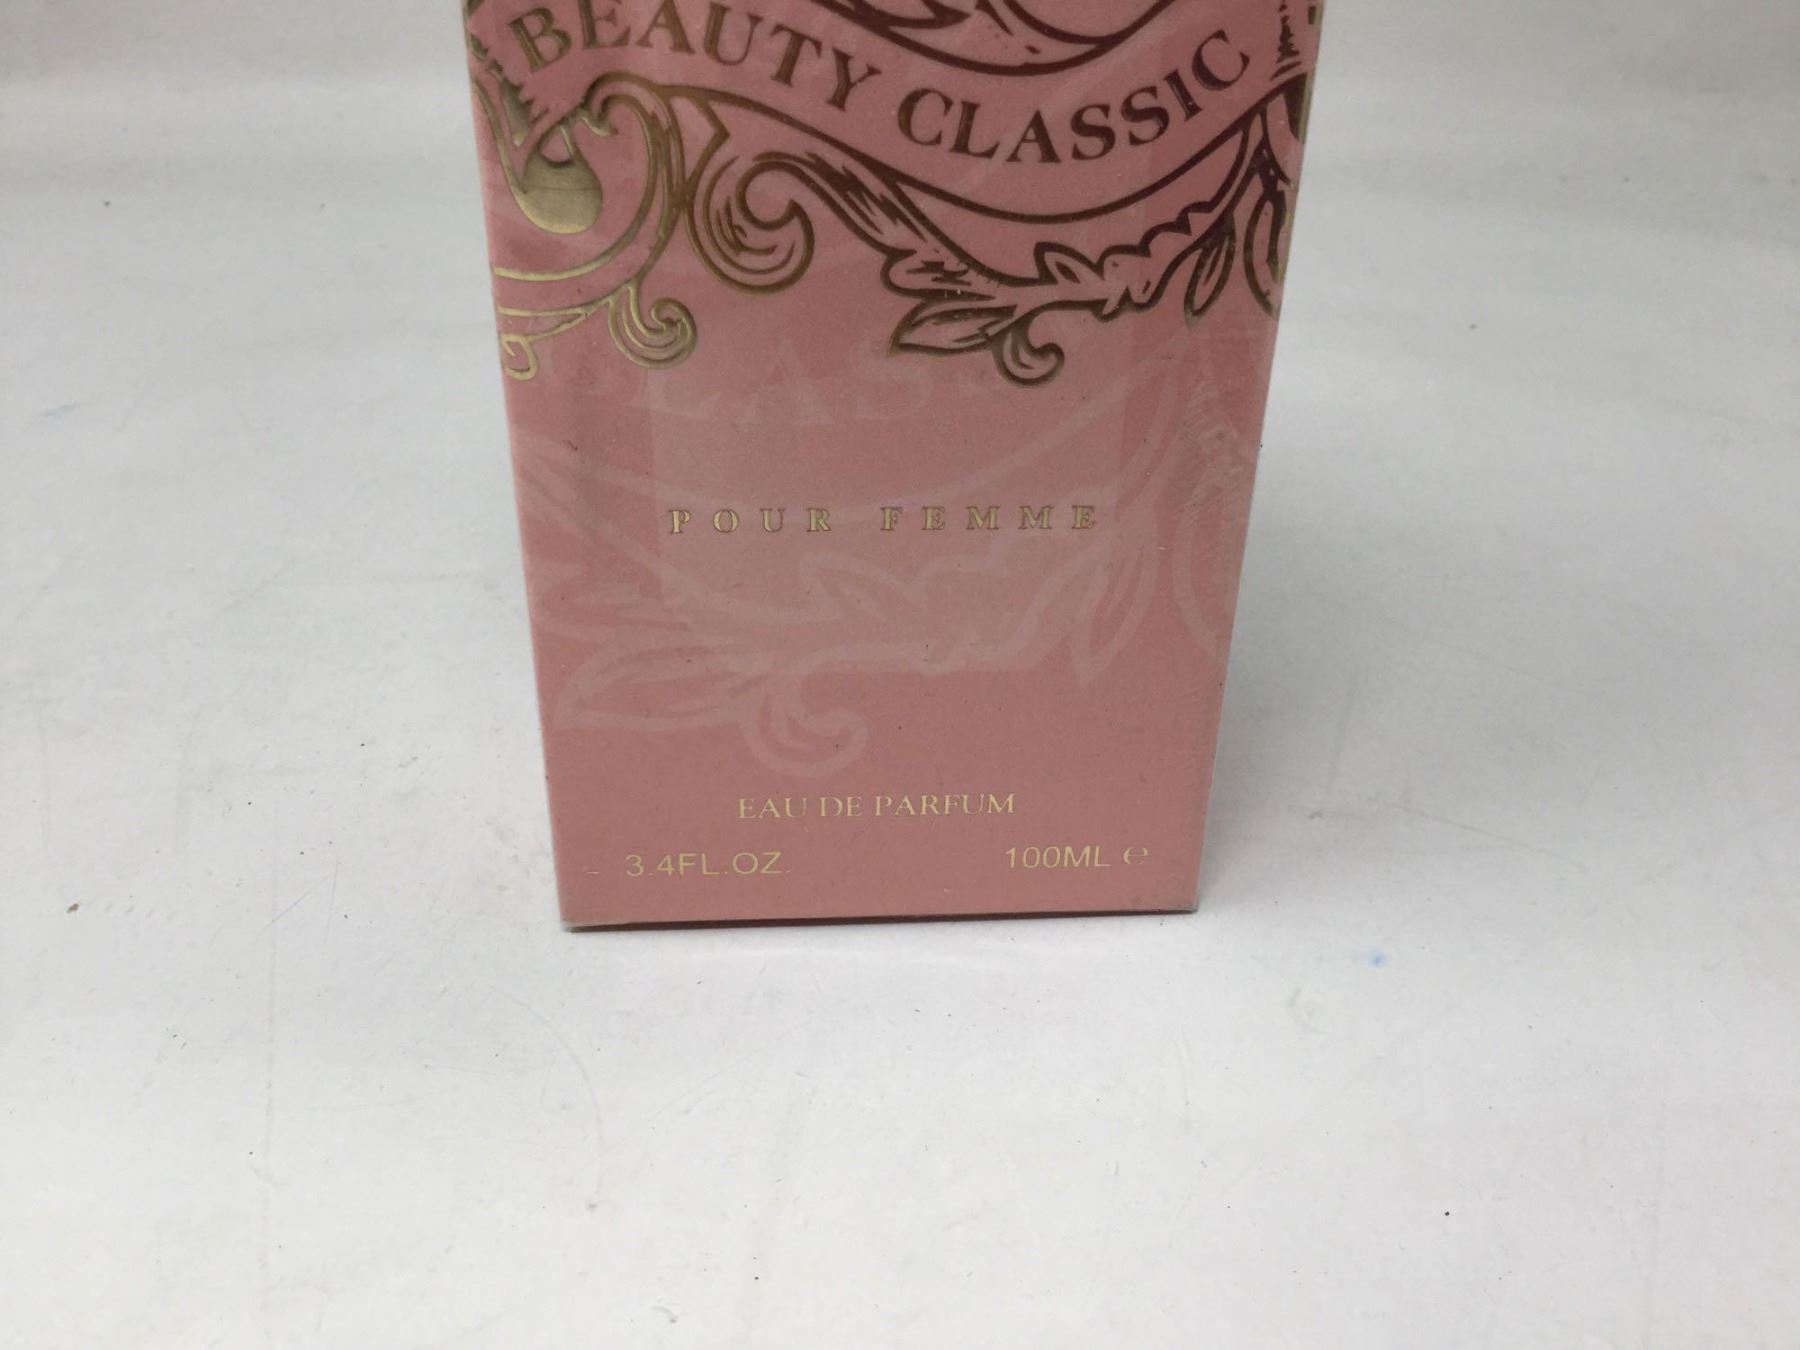 BEAUTY CLASSIC
POUR FEMME
EAU DE PARFUM
3.4FL.OZ. 100ML ℮